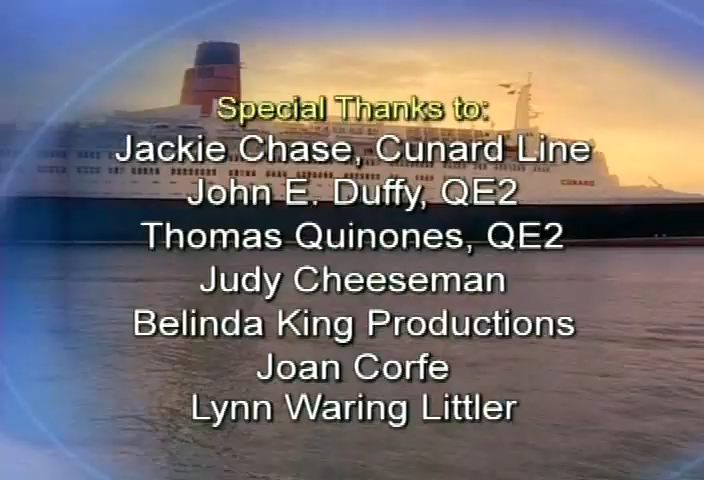 Special Thanks to:
Jackie Chase, Cunard Line
John E. Duffy, QE2
Thomas Quinones, QE2
Judy Cheeseman
Belinda King Productions
Joan Corfe
Lynn Waring Littler
CUNARD